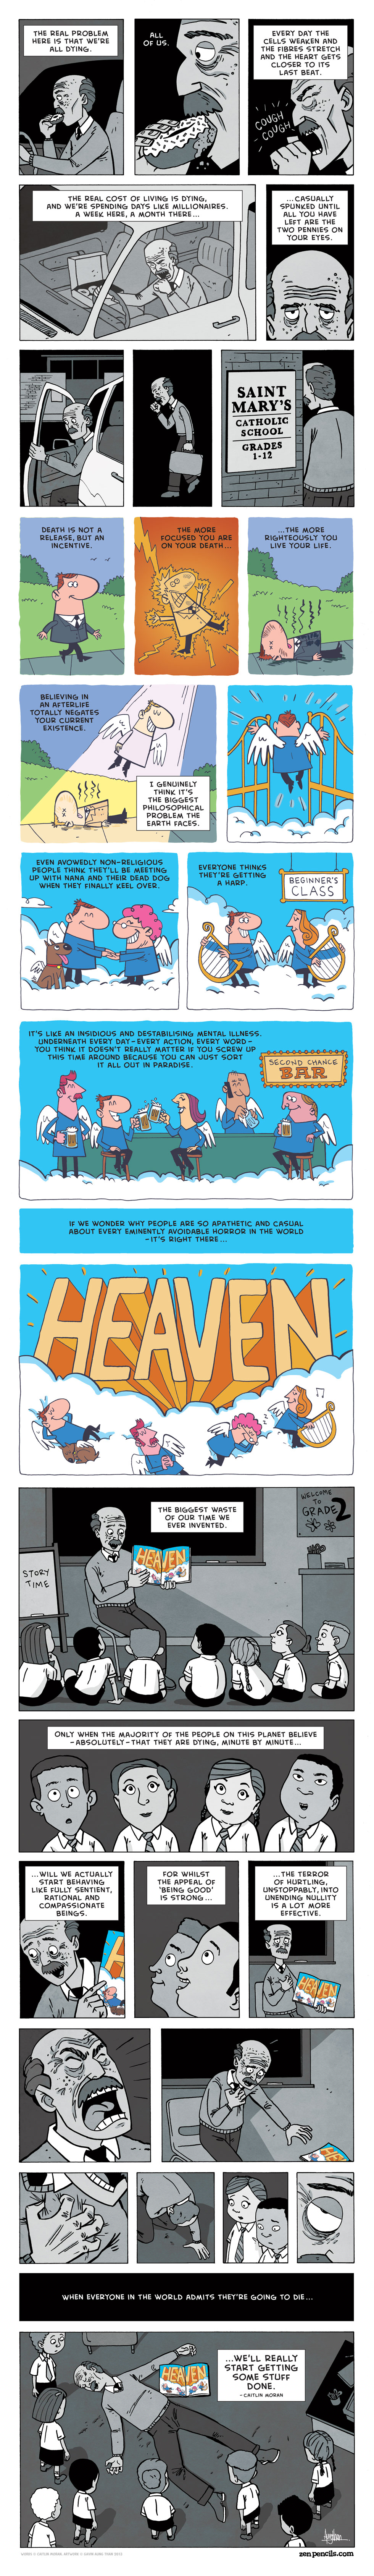 THE REAL PROBLEM
HERE IS THAT WE'RE
ALL DYING.
ALL
OF US.
EVERY DAY THE
CELLS WEAKEN AND
THE FIBRES STRETCH
AND THE HEART GETS
CLOSER TO ITS
LAST BEAT.
COUGH
COUGH
THE REAL COST OF LIVING IS DYING,
AND WE'RE SPENDING DAYS LIKE MILLIONAIRES.
A WEEK HERE, A MONTH THERE...
...CASUALLY
SPUNKED UNTIL
ALL YOU HAVE
LEFT ARE THE
TWO PENNIES ON
YOUR EYES.
SAINT
MARY'S
CATHOLIC
SCHOOL
GRADES
1-12
DEATH IS NOT A
RELEASE, BUT AN
INCENTIVE.
THE MORE
FOCUSED YOU ARE
ON YOUR DEATH...
...THE MORE
RIGHTEOUSLY YOU
LIVE YOUR LIFE.
BELIEVING IN
AN AFTERLIFE
TOTALLY NEGATES
YOUR CURRENT
EXISTENCE.
I GENUINELY
THINK IT'S
THE BIGGEST
PHILOSOPHICAL
PROBLEM THE
EARTH FACES.
EVEN AVOWEDLY NON-RELIGIOUS
PEOPLE THINK THEY'LL BE MEETING
UP WITH NANA AND THEIR DEAD DOG
WHEN THEY FINALLY KEEL OVER.
EVERYONE THINKS
THEY'RE GETTING
A HARP.
BEGINNER'S
CLASS
IT'S LIKE AN INSIDIOUS AND DESTABILISING MENTAL ILLNESS.
UNDERNEATH EVERY DAY-EVERY ACTION, EVERY WORD-
YOU THINK IT DOESN'T REALLY MATTER IF YOU SCREW UP
THIS TIME AROUND BECAUSE YOU CAN JUST SORT
IT ALL OUT IN PARADISE.
SECOND CHANCE
BAR
IF WE WONDER WHY PEOPLE ARE SO APATHETIC AND CASUAL
ABOUT EVERY EMINENTLY AVOIDABLE HORROR IN THE WORLD
-IT'S RIGHT THERE...
HEAVEN
THE BIGGEST WASTE
OF OUR TIME WE
EVER INVENTED.
WELCOME
TO
GRADE 2
HEAVEN
STORY
TIME
ONLY WHEN THE MAJORITY OF THE PEOPLE ON THIS PLANET BELIEVE
-ABSOLUTELY-THAT THEY ARE DYING, MINUTE BY MINUTE...
...WILL WE ACTUALLY
START BEHAVING
LIKE FULLY SENTIENT,
RATIONAL AND
COMPASSIONATE
BEINGS.
FOR WHILST
THE APPEAL OF
'BEING GOOD'
IS STRONG...
...THE TERROR
OF HURTLING,
UNSTOPPABLY, INTO
UNENDING NULLITY
IS A LOT MORE
EFFECTIVE.
HEAVEN
WHEN EVERYONE IN THE WORLD ADMITS THEY'RE GOING TO DIE...
HEAVEN
...WE'LL REALLY
START GETTING
SOME STUFF
DONE.
- CAITLIN MORAN
zenpencils.com